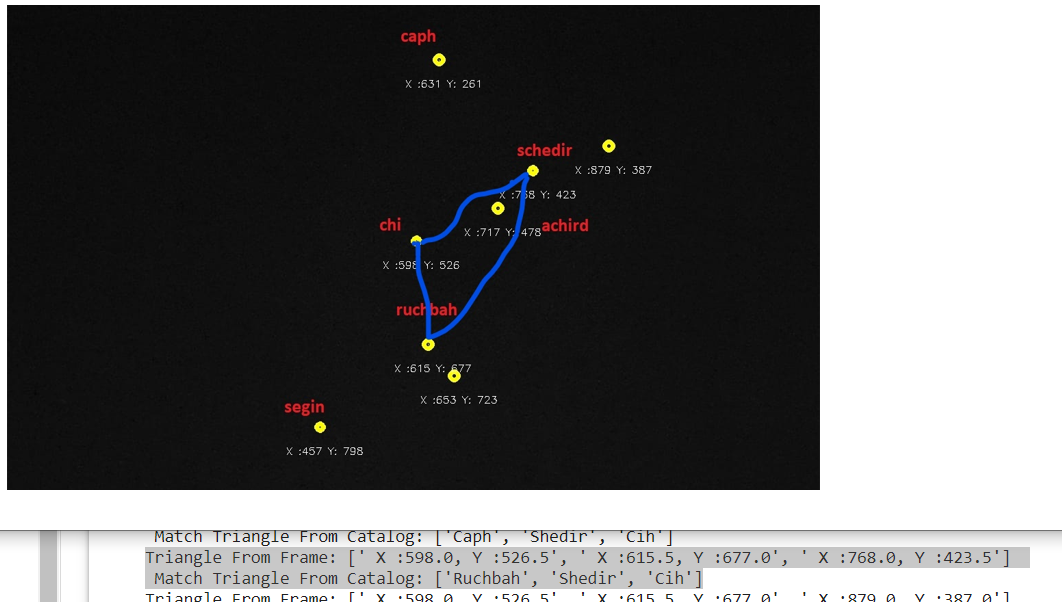 caph
X :631 Y: 261
schedir
X :879 Y: 387
X :768 Y: 423
chi
X :717 Y: 478
achird
X :598 Y: 526
ruchbah
X :615 Y: 677
X :653 Y: 723
segin
X :457 Y: 798
Match Triangle From Catalog: ['Caph', 'Shedir', 'Cih']
Triangle From Frame: [' X :598.0, Y :526.5', ' X :615.5, Y :677.0', ' X :768.0, Y :423.5']
Match Triangle From Catalog: ['Ruchbah', 'Shedir', 'Cih']
Triangle From Frame: [' X :598.0, Y :526.5', ' X :615.5, Y :677.0', ' X :879.0, Y :387.0']